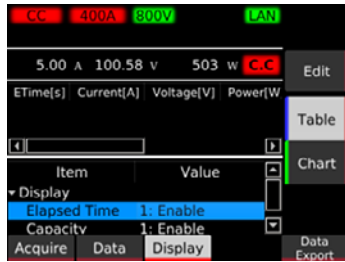 CC 400A 800V LAN
5.00 A 100.58 V 503 W C.C
Edit
ETime[s] Current[A] Voltage[V] Power[W
Table
Chart
Item Value
Display
Elapsed Time 1: Enable
Capacity 1: Enable
Acquire Data Display Data Export